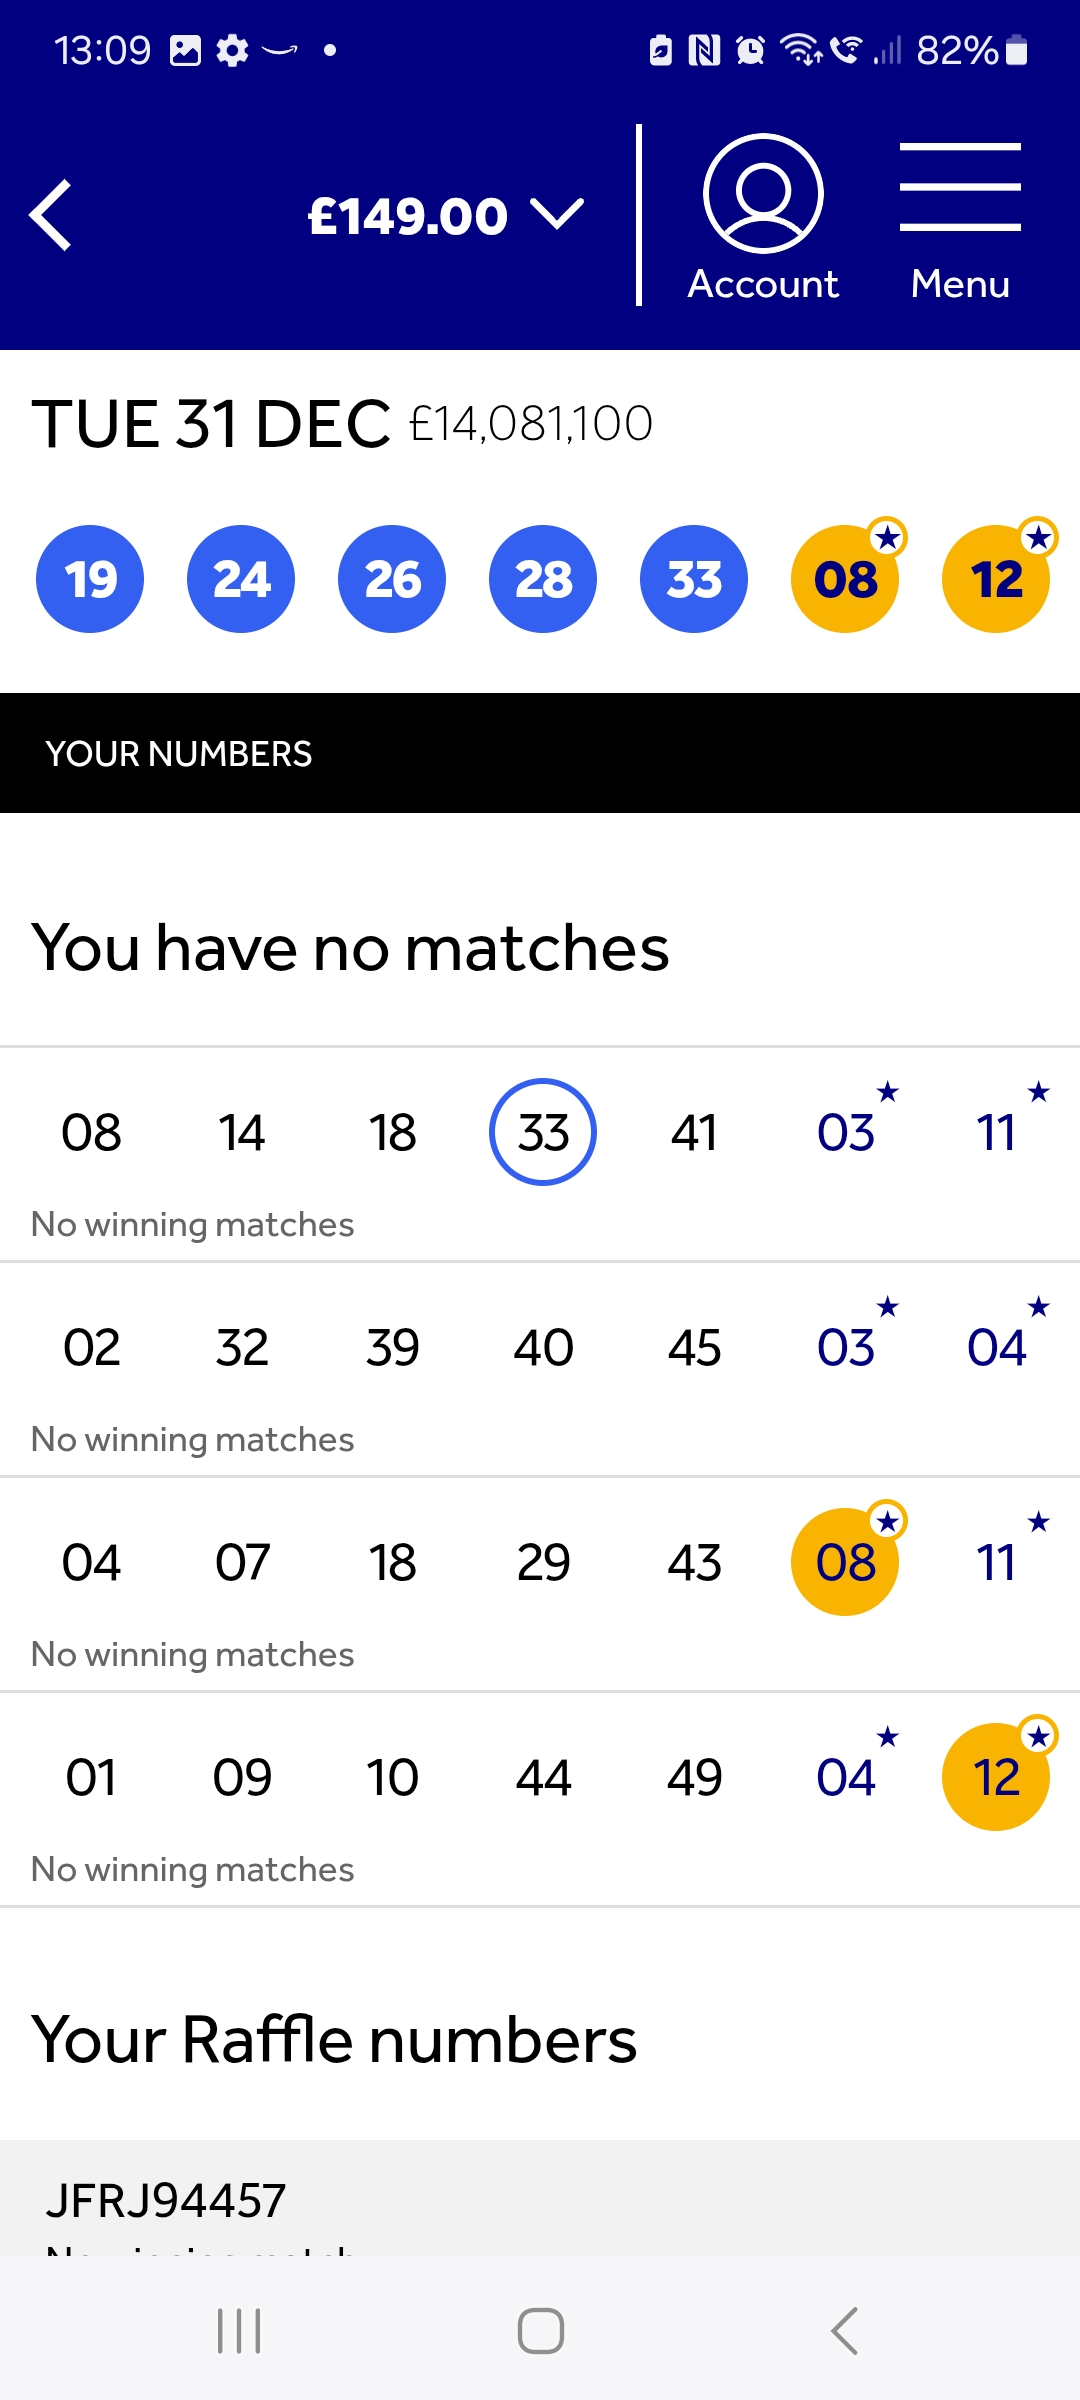 13:09 82%
£149.00
Account Menu
TUE 31 DEC £14,081,100
19 24 26 28 33 08 12
YOUR NUMBERS
You have no matches
08 14 18 33 41 03 11
No winning matches
02 32 39 40 45 03 04
No winning matches
04 07 18 29 43 08 11
No winning matches
01 09 10 44 49 04 12
No winning matches
Your Raffle numbers
JFRJ94457